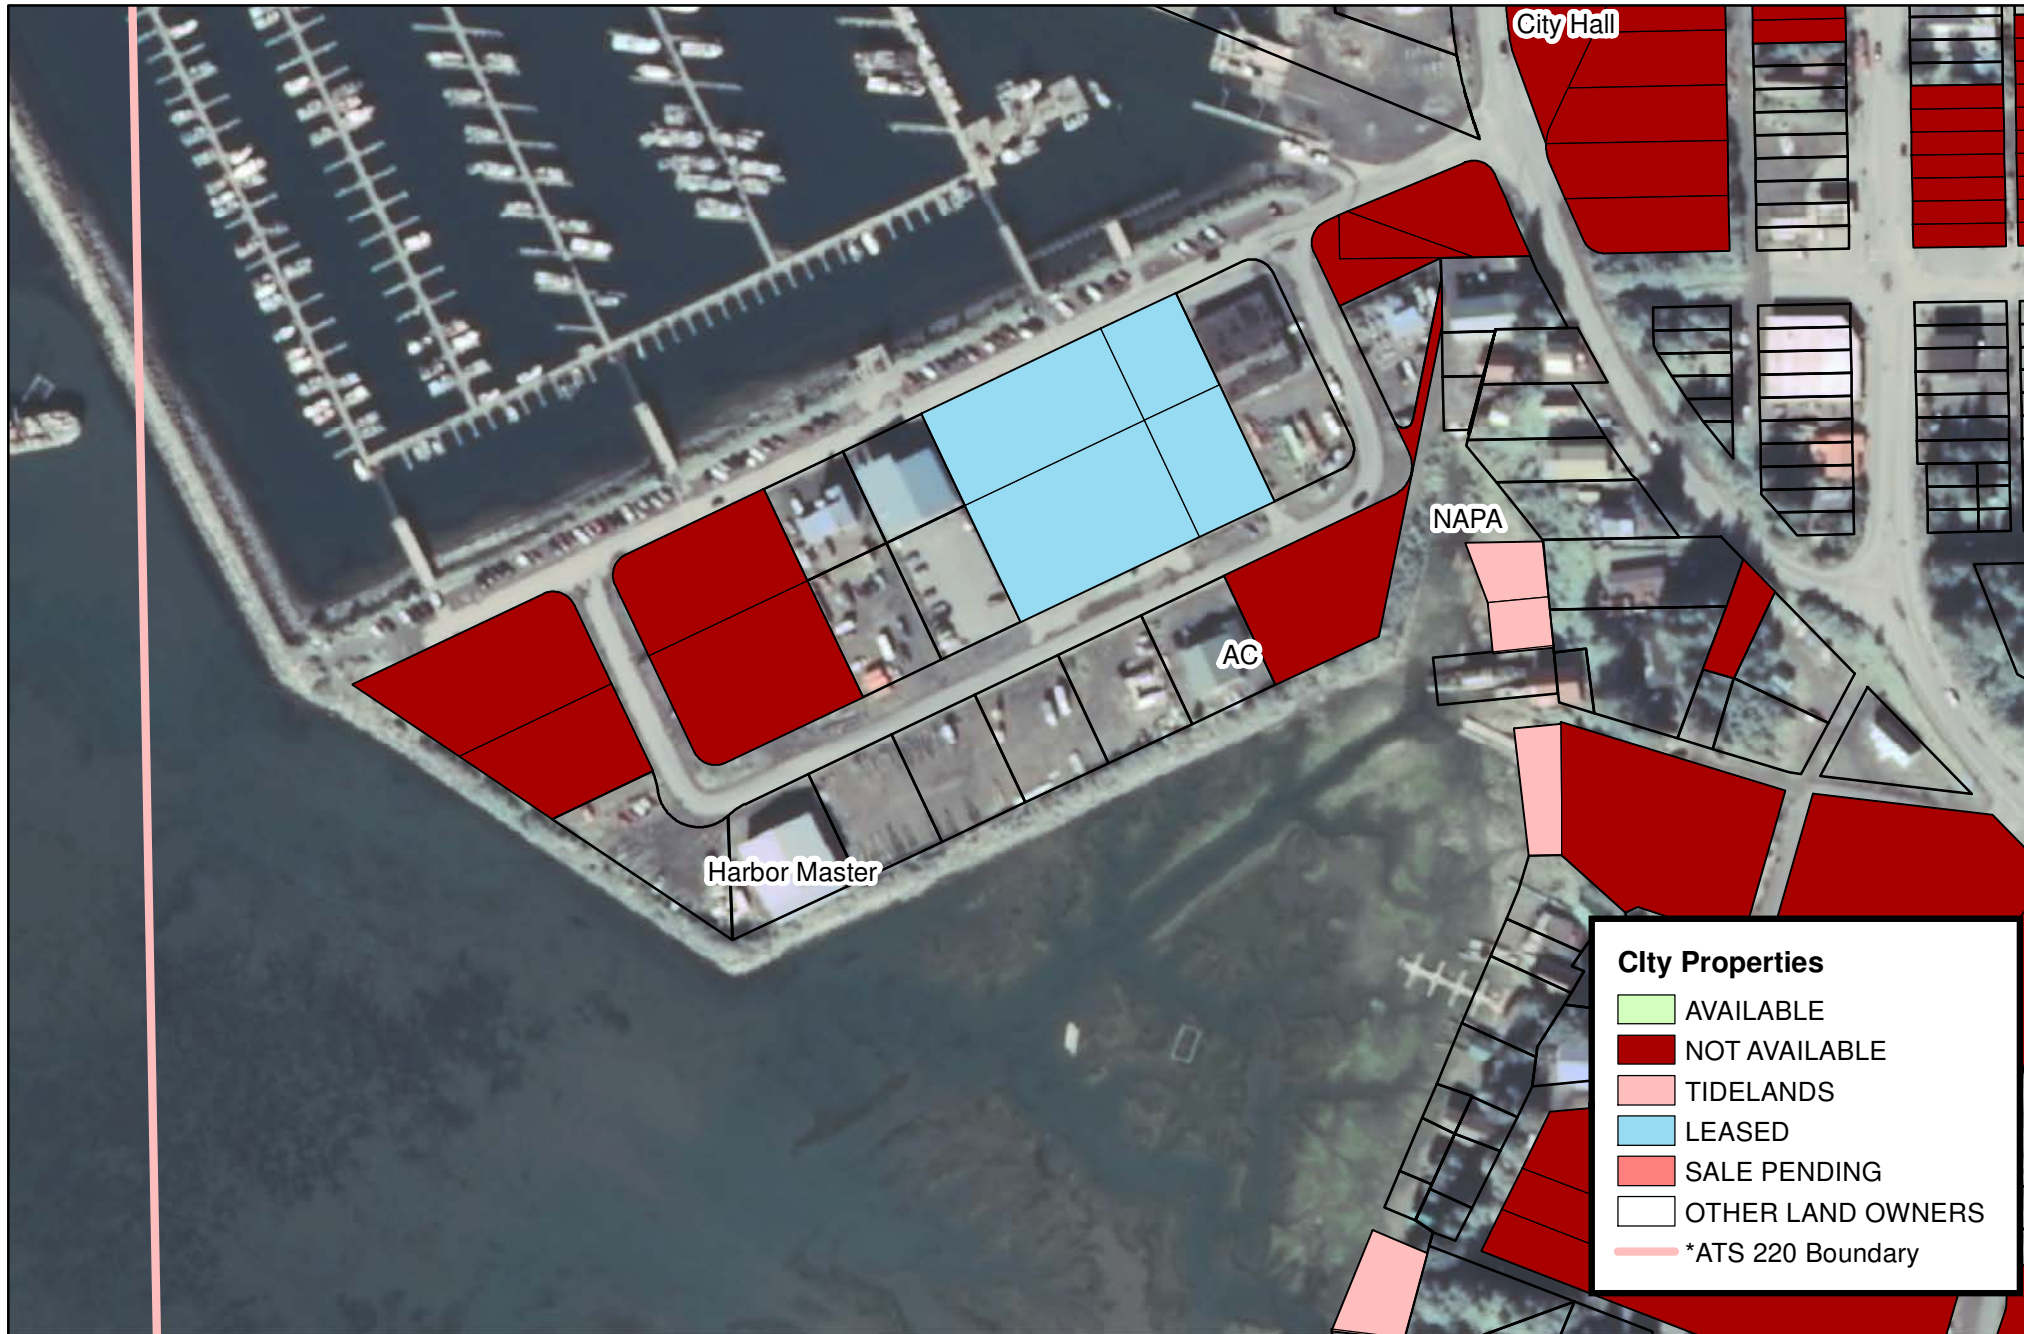 City Hall
NAPA
AC
Harbor Master
CIty Properties
AVAILABLE
NOT AVAILABLE
TIDELANDS
LEASED
SALE PENDING
OTHER LAND OWNERS
*ATS 220 Boundary